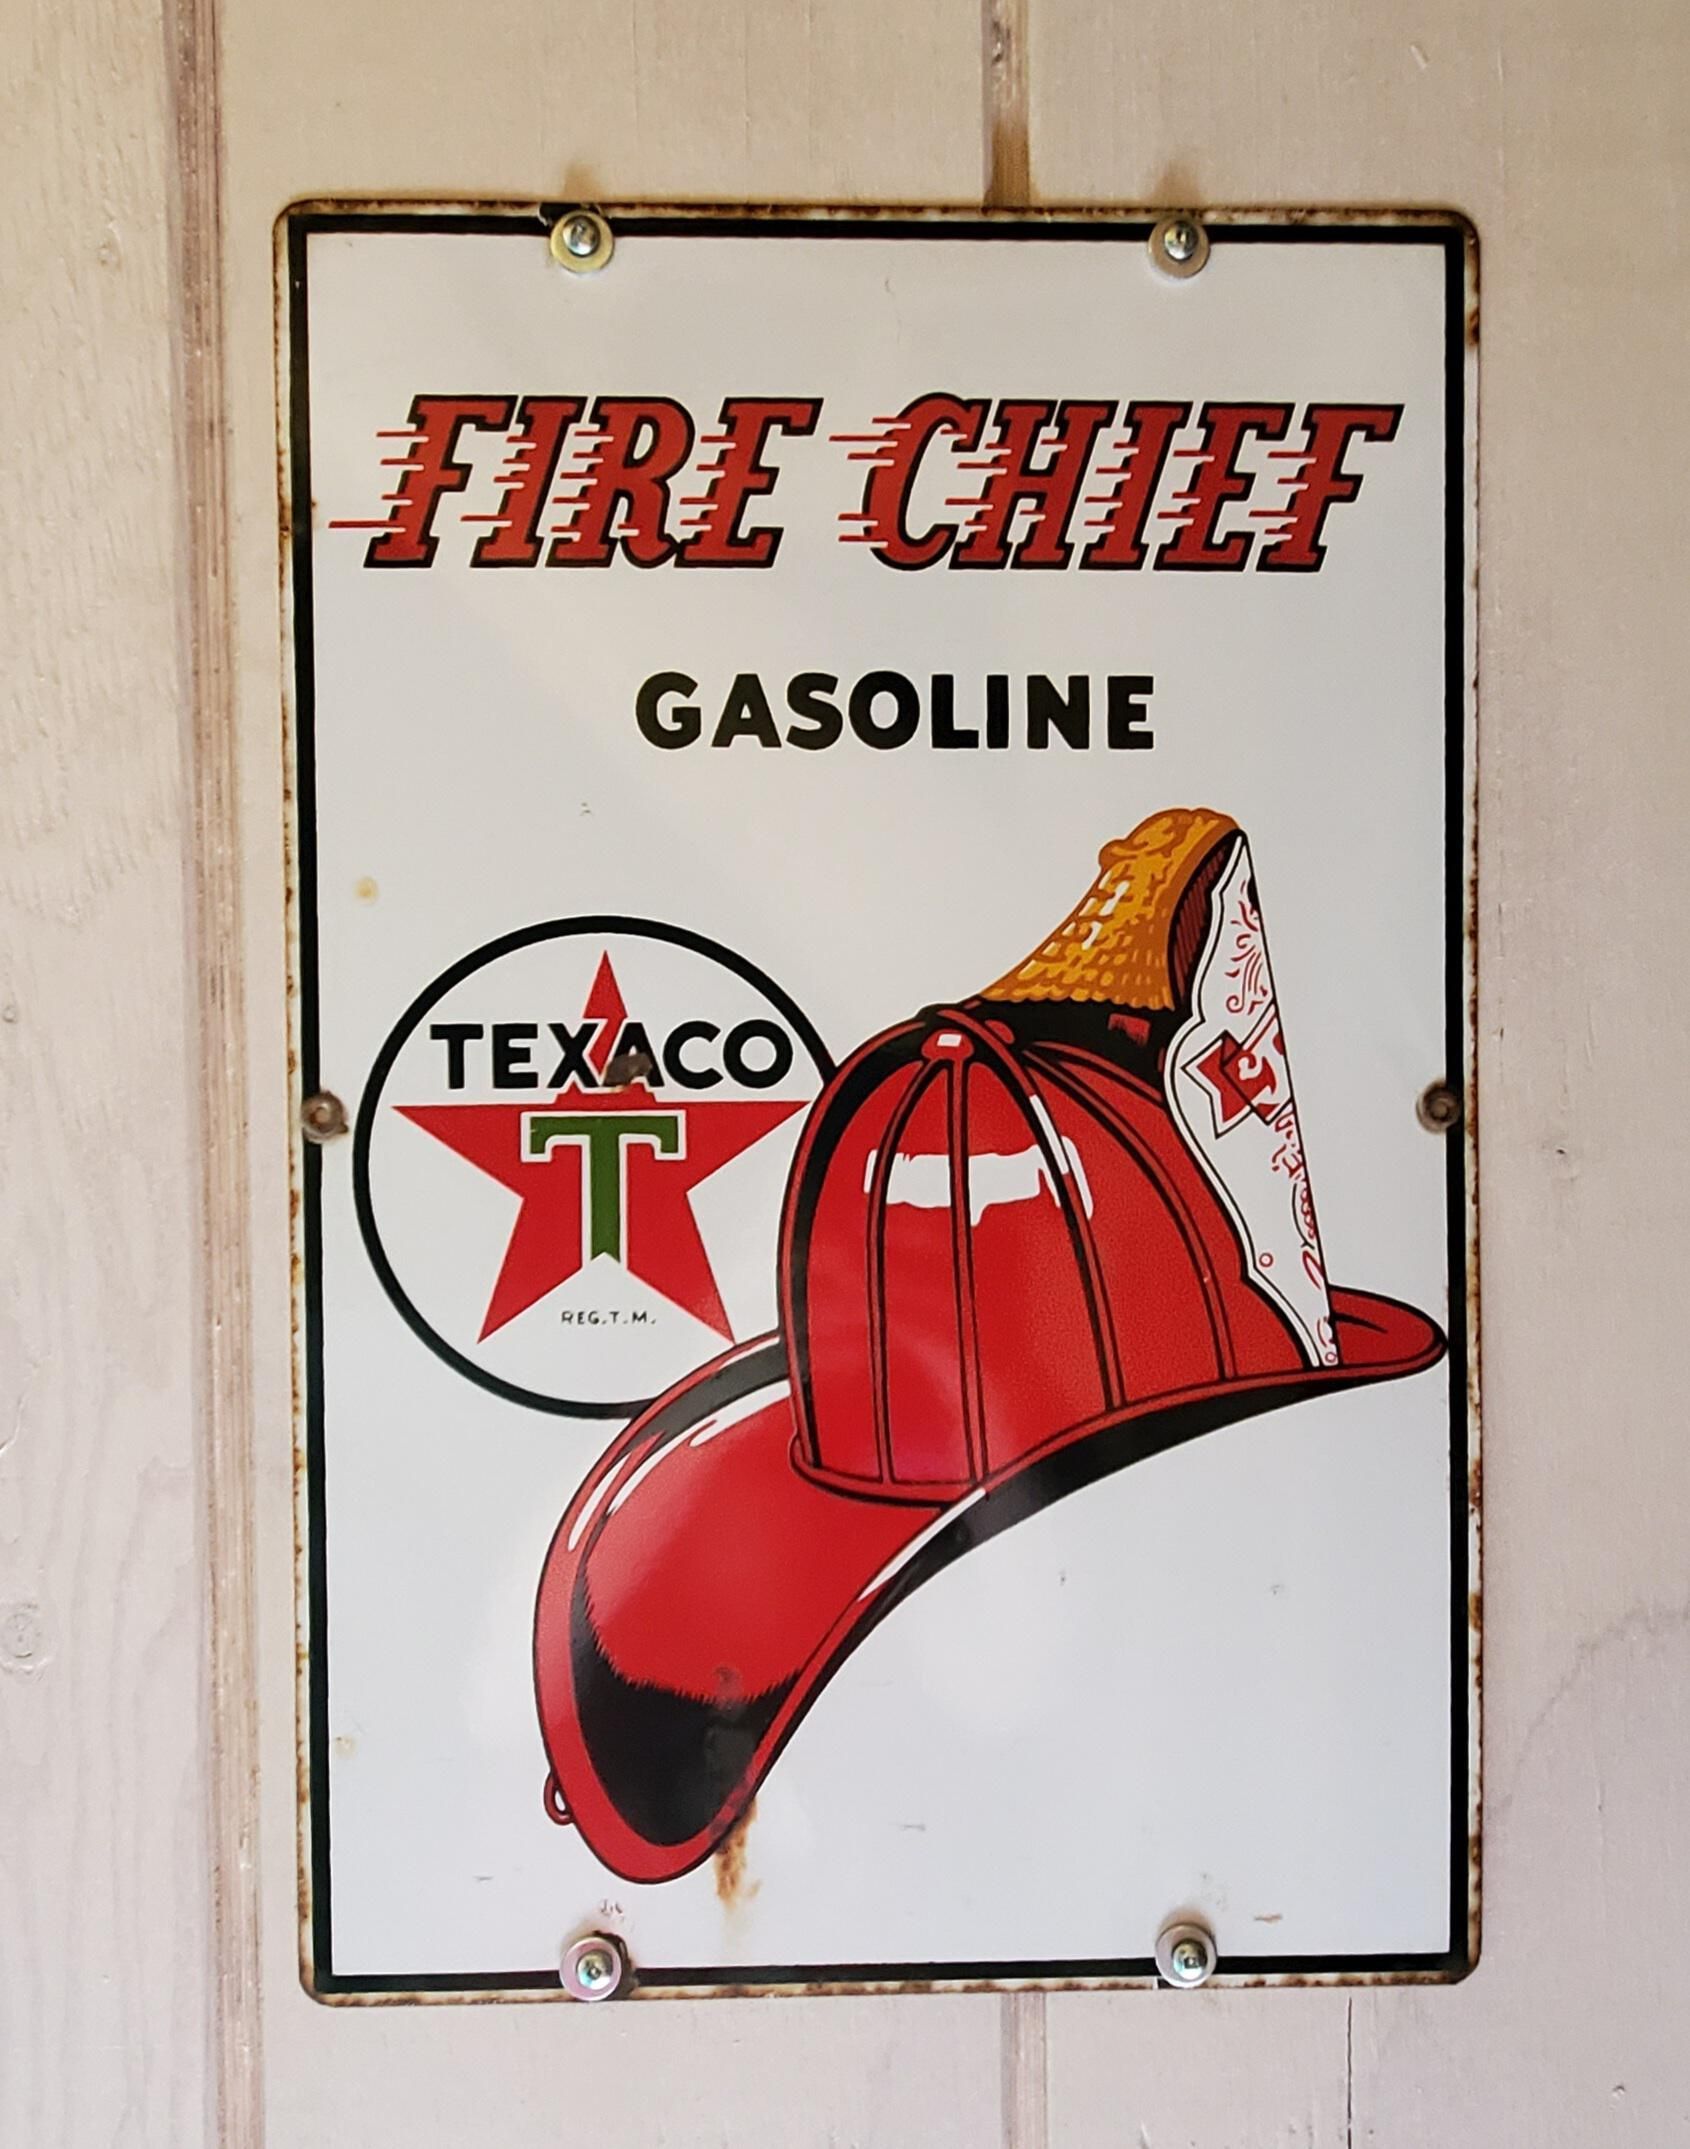 FIRE CHIEF
GASOLINE
TEXACO
T
REG. T. M.
T